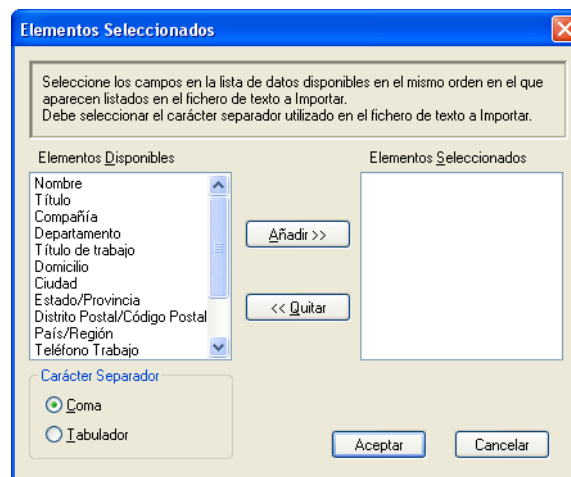 Elementos Seleccionados
Seleccione los campos en la lista de datos disponibles en el mismo orden en el que
aparecen listados en el fichero de texto a Importar.
Debe seleccionar el carácter separador utilizado en el fichero de texto a Importar.
Elementos Disponibles
Elementos Seleccionados
Nombre
Título
Compañía
Departamento
Título de trabajo
Domicilio
Ciudad
Estado/Provincia
Distrito Postal/Código Postal
País/Región
Teléfono Trabajo
Añadir >>
<< Quitar
Carácter Separador
Coma
Tabulador
Aceptar
Cancelar